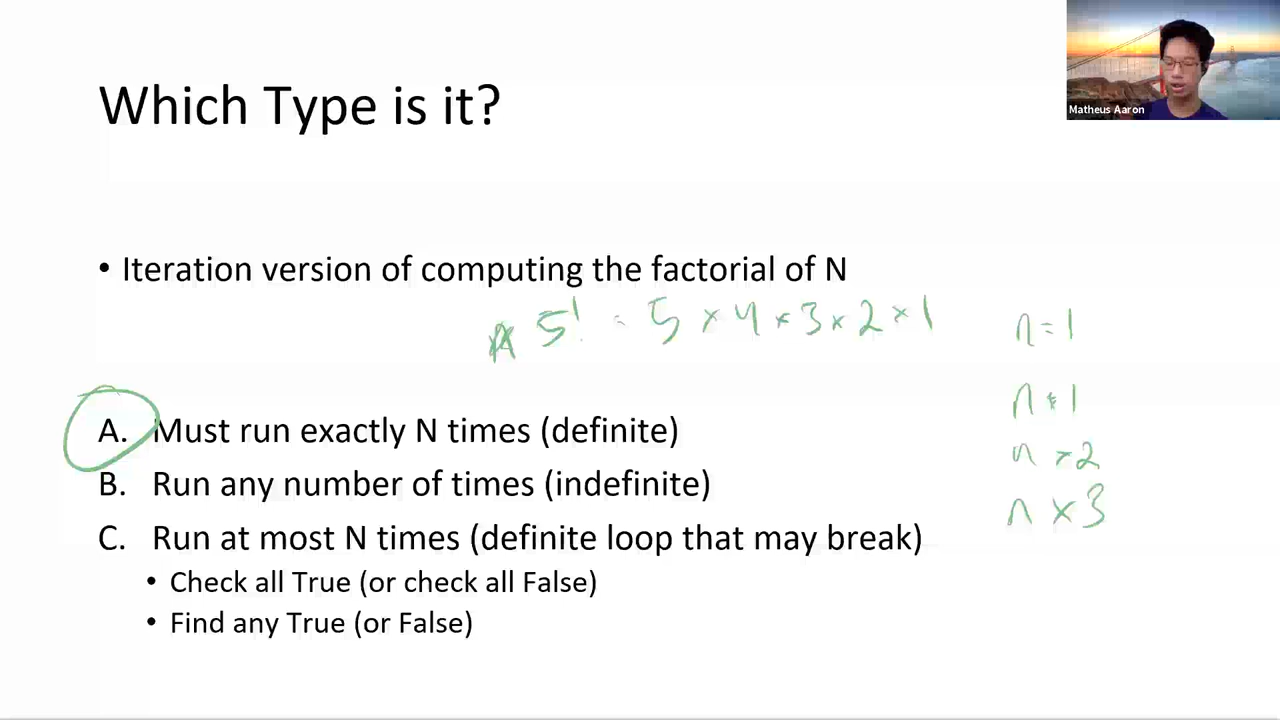 Matheus Aaron
Which Type is it?
• Iteration version of computing the factorial of N
5! = 5 × 4 × 3 × 2 × 1
n = 1
n * 1
n × 2
n × 3
A. Must run exactly N times (definite)
B. Run any number of times (indefinite)
C. Run at most N times (definite loop that may break)
• Check all True (or check all False)
• Find any True (or False)